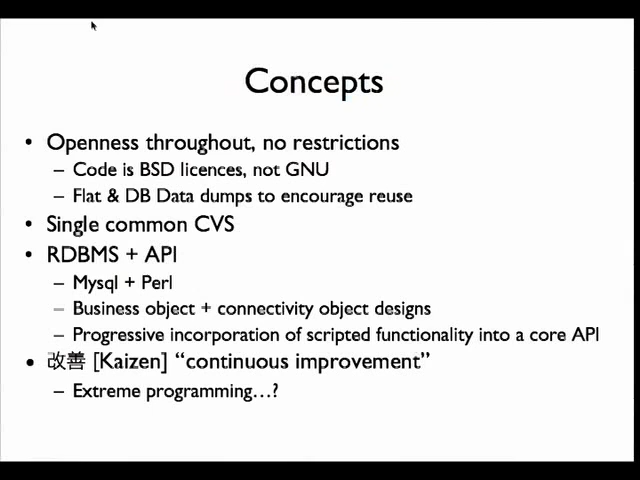 Concepts
• Openness throughout, no restrictions
– Code is BSD licences, not GNU
– Flat & DB Data dumps to encourage reuse
• Single common CVS
• RDBMS + API
– Mysql + Perl
– Business object + connectivity object designs
– Progressive incorporation of scripted functionality into a core API
• 改善 [Kaizen] “continuous improvement”
– Extreme programming…?